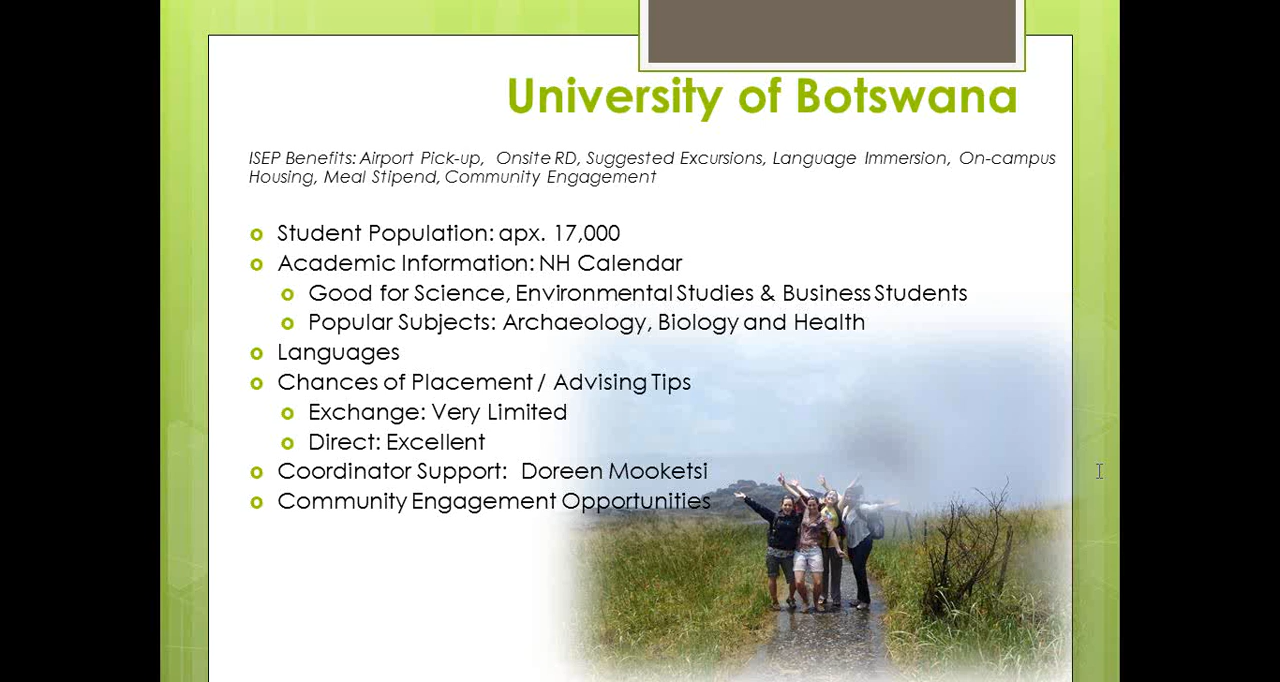 University of Botswana
ISEP Benefits: Airport Pick-up, Onsite RD, Suggested Excursions, Language Immersion, On-campus
Housing, Meal Stipend, Community Engagement
Student Population: apx. 17,000
Academic Information: NH Calendar
Good for Science, Environmental Studies & Business Students
Popular Subjects: Archaeology, Biology and Health
Languages
Chances of Placement / Advising Tips
Exchange: Very Limited
Direct: Excellent
Coordinator Support: Doreen Mooketsi
Community Engagement Opportunities